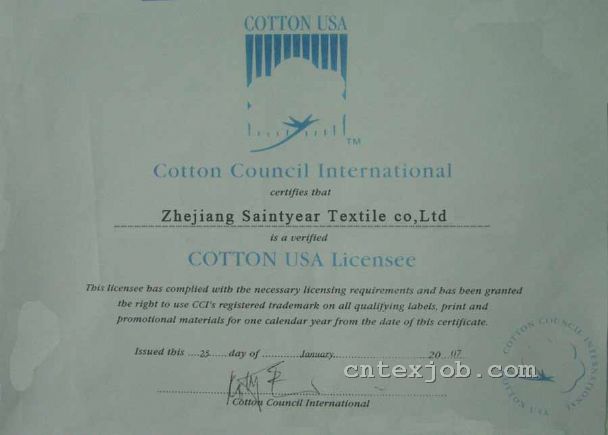 COTTON USA
TM
Cotton Council International
certifies that
Zhejiang Saintyear Textile co,Ltd
is a verified
COTTON USA Licensee
This licensee has complied with the necessary licensing requirements and has been granted
the right to use CCI's registered trademark on all qualifying labels, print and
promotional materials for one calendar year from the date of this certificate.
Issued this 25 day of January 2007
Cotton Council International
COTTON COUNCIL INTERNATIONAL
COTTON USA
cntexjob.com